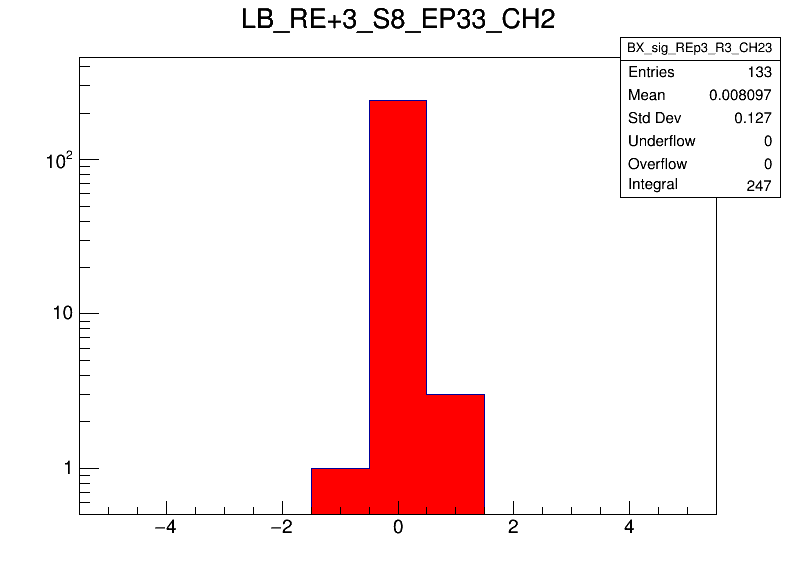 LB_RE+3_S8_EP33_CH2
BX_sig_REp3_R3_CH23
Entries 133
Mean 0.008097
Std Dev 0.127
Underflow 0
Overflow 0
Integral 247
10²
10
1
−4 −2 0 2 4